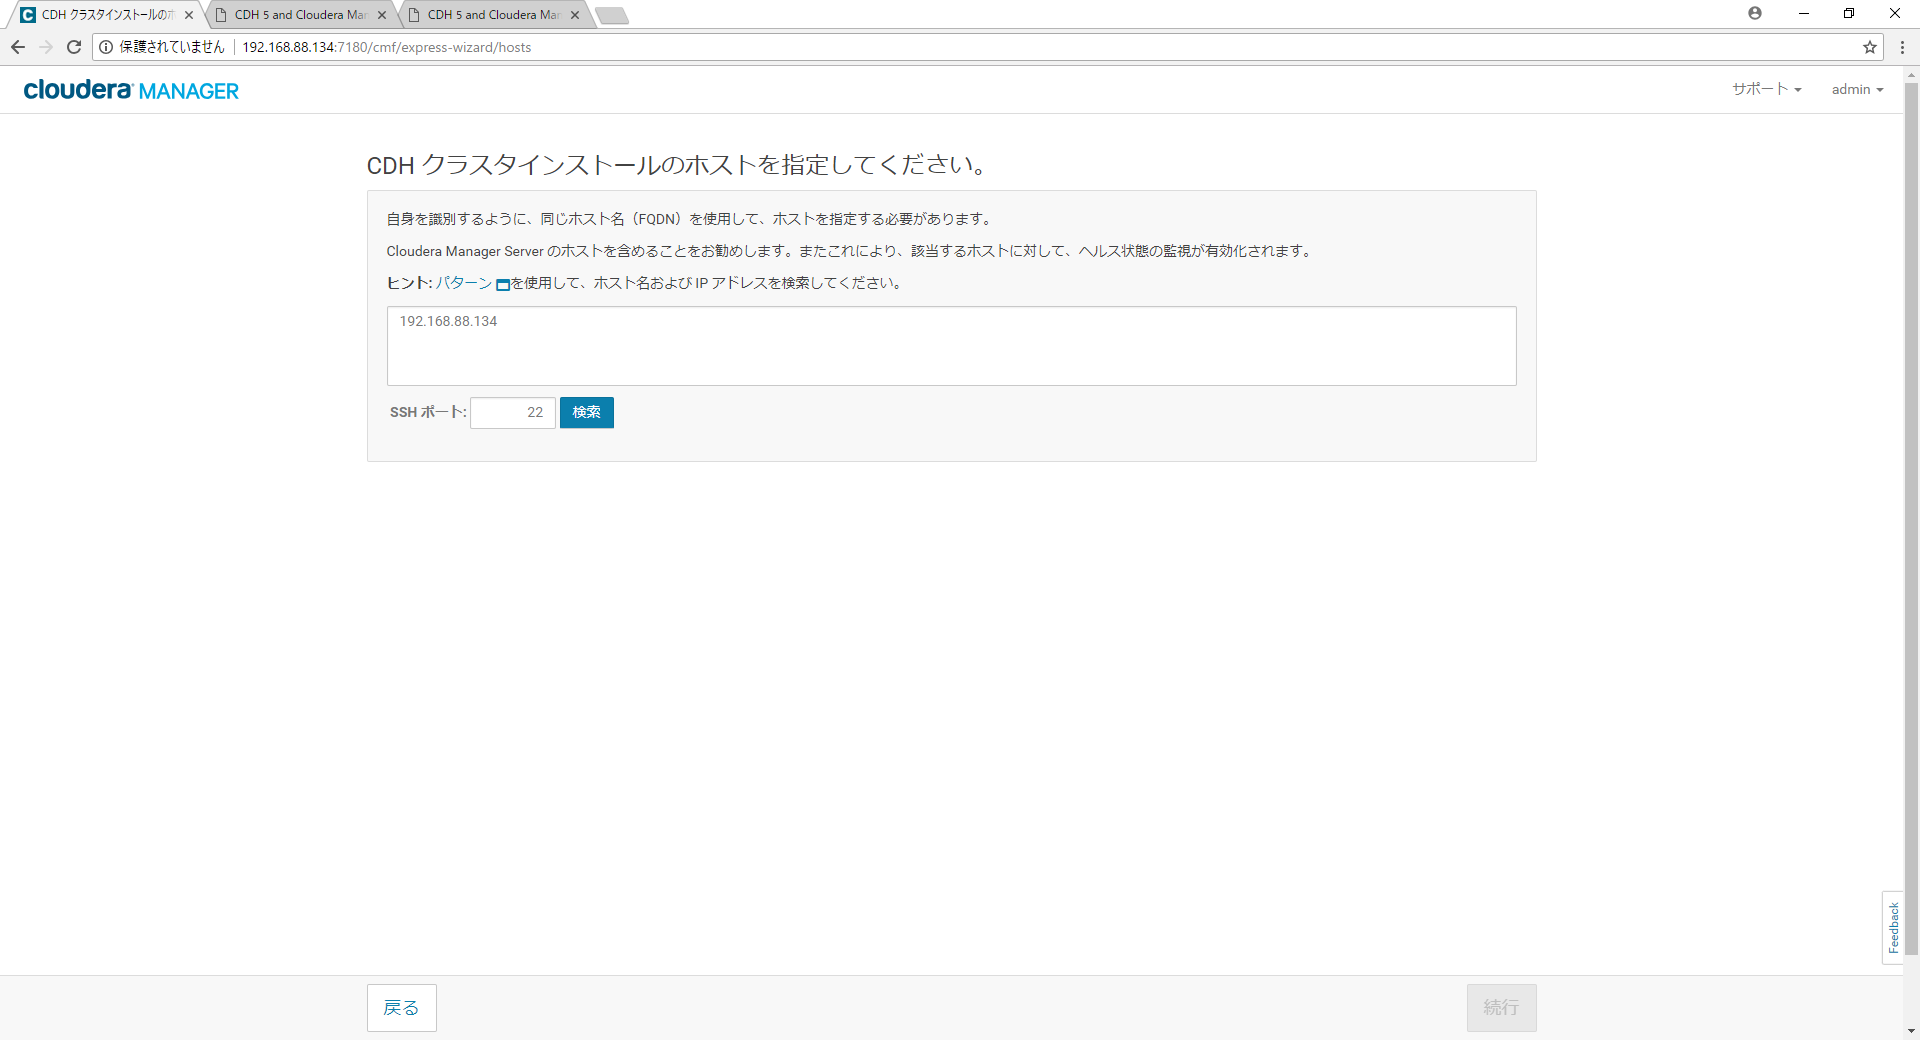 CDH クラスタインストールのホ
CDH 5 and Cloudera Man
CDH 5 and Cloudera Man
保護されていません
192.168.88.134:7180/cmf/express-wizard/hosts
cloudera MANAGER
サポート
admin
CDH クラスタインストールのホストを指定してください。
自身を識別するように、同じホスト名（FQDN）を使用して、ホストを指定する必要があります。
Cloudera Manager Server のホストを含めることをお勧めします。またこれにより、該当するホストに対して、ヘルス状態の監視が有効化されます。
ヒント: パターン を使用して、ホスト名および IP アドレスを検索してください。
192.168.88.134
SSH ポート: 22 検索
Feedback
戻る
続行